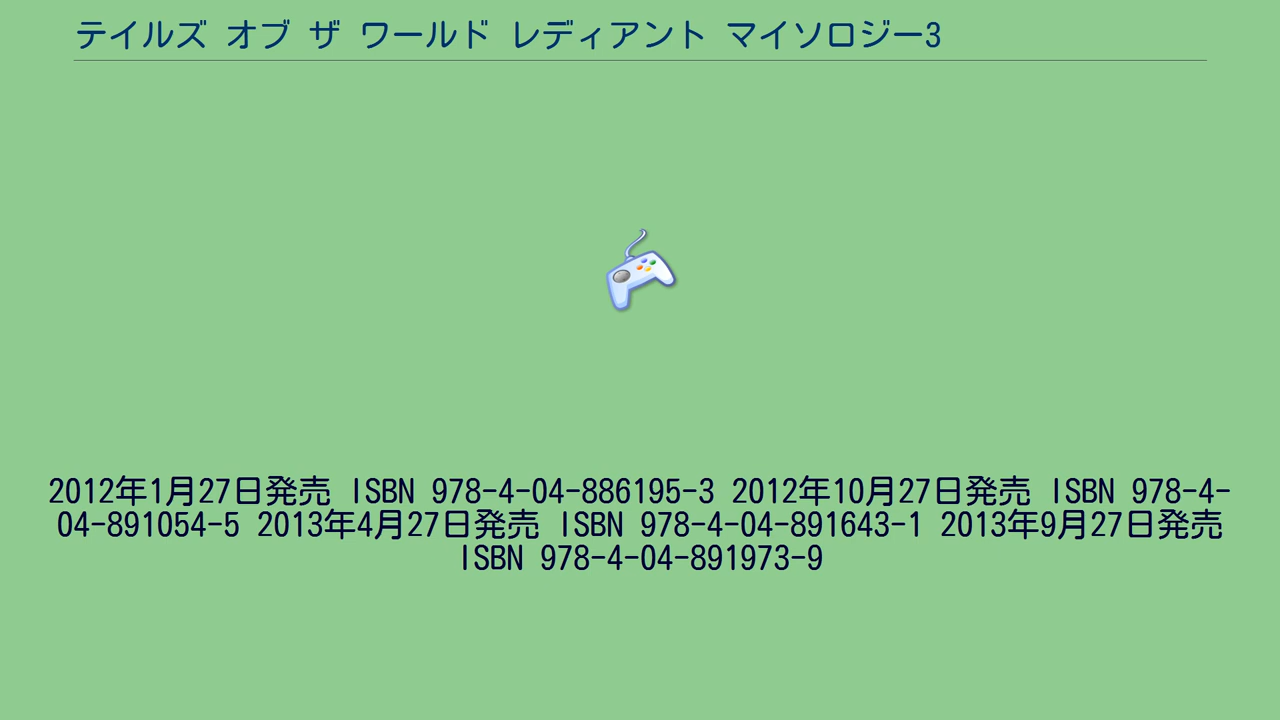 テイルズ オブ ザ ワールド レディアント マイソロジー3
2012年1月27日発売 ISBN 978-4-04-886195-3 2012年10月27日発売 ISBN 978-4-
04-891054-5 2013年4月27日発売 ISBN 978-4-04-891643-1 2013年9月27日発売
ISBN 978-4-04-891973-9